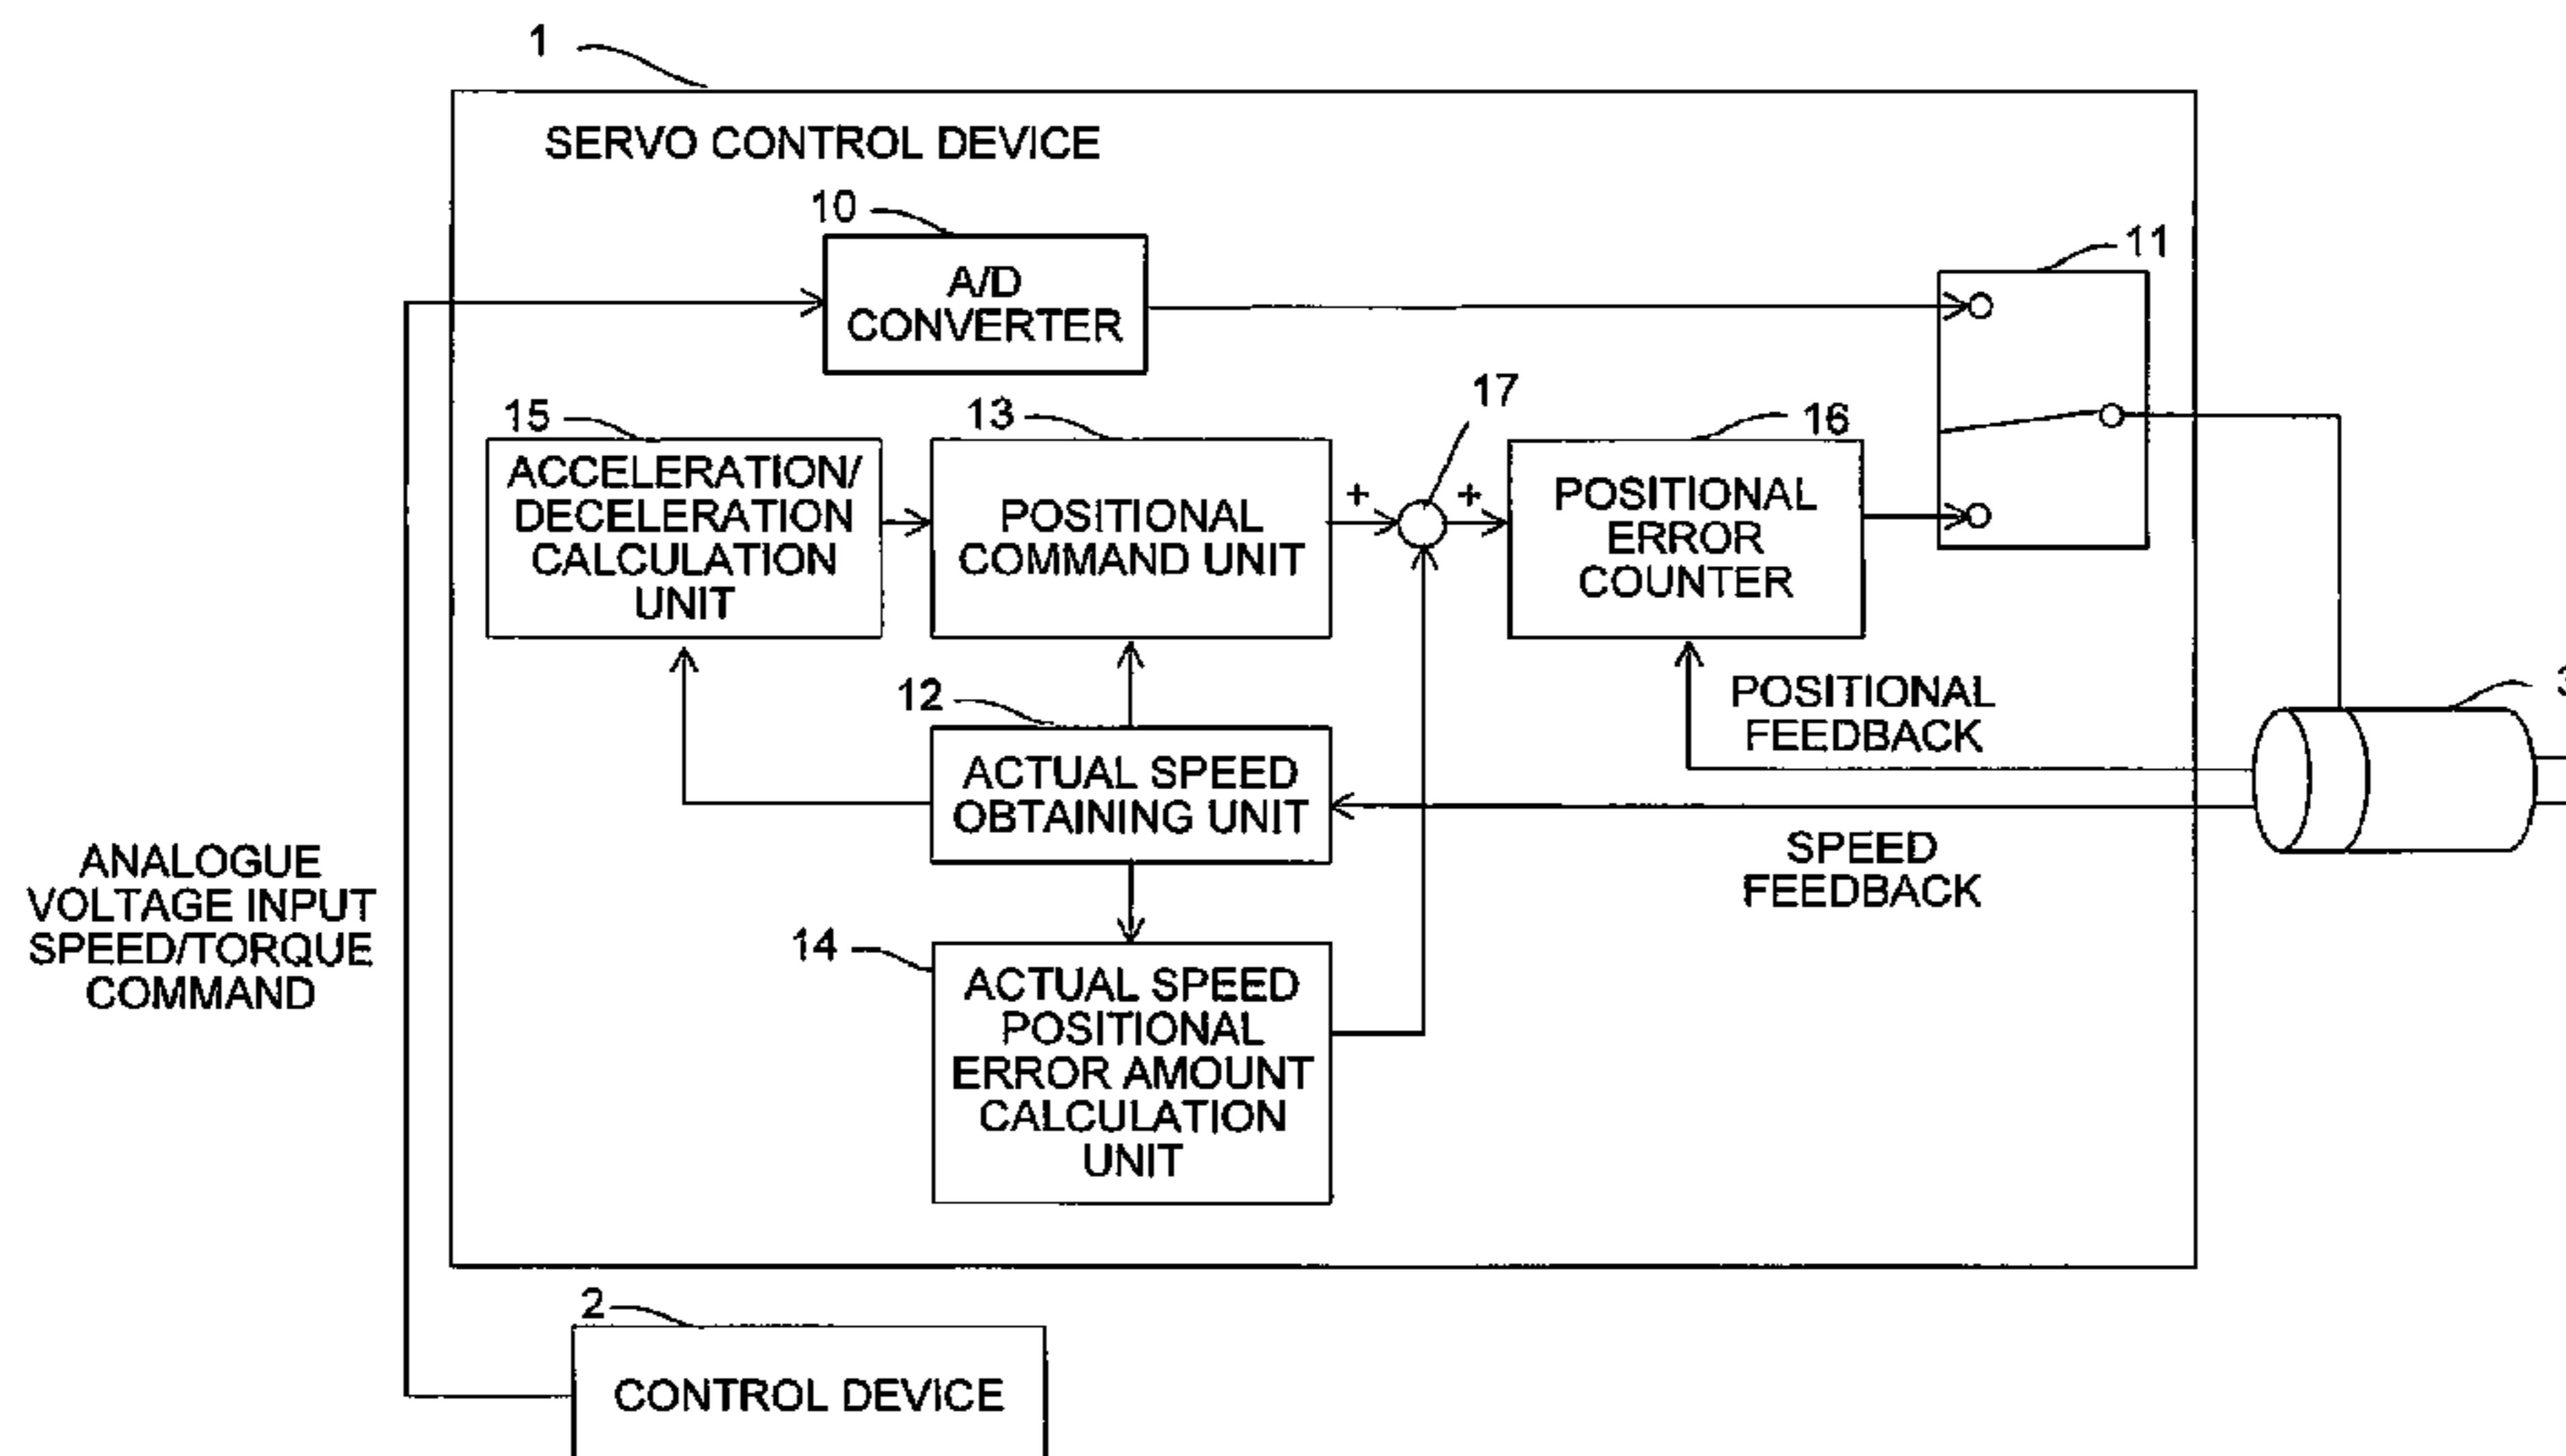 1
SERVO CONTROL DEVICE
10
A/D
CONVERTER
11
15
ACCELERATION/
DECELERATION
CALCULATION
UNIT
13
POSITIONAL
COMMAND UNIT
+
17
+
16
POSITIONAL
ERROR
COUNTER
12
ACTUAL SPEED
OBTAINING UNIT
POSITIONAL
FEEDBACK
3
SPEED
FEEDBACK
ANALOGUE
VOLTAGE INPUT
SPEED/TORQUE
COMMAND
14
ACTUAL SPEED
POSITIONAL
ERROR AMOUNT
CALCULATION
UNIT
2
CONTROL DEVICE